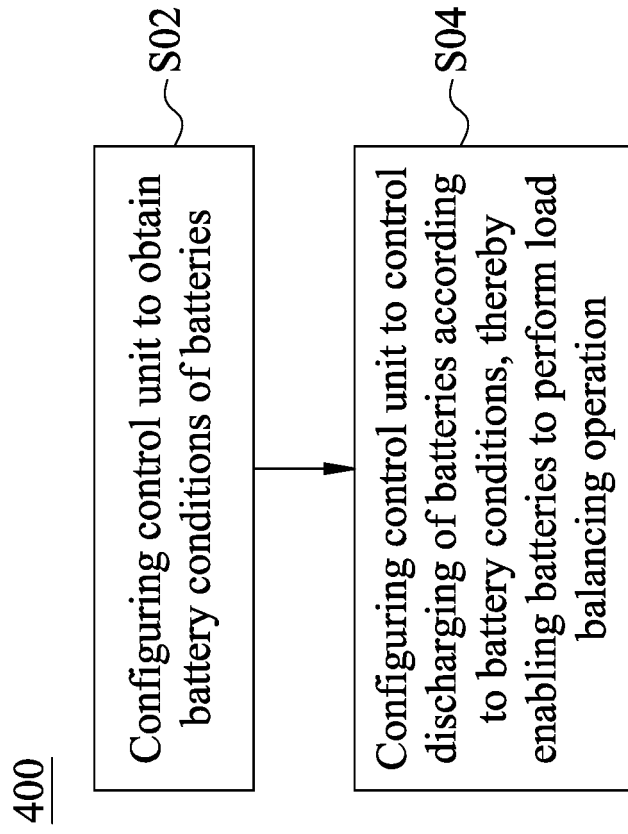 400
Configuring control unit to obtain
battery conditions of batteries
S02
Configuring control unit to control
discharging of batteries according
to battery conditions, thereby
enabling batteries to perform load
balancing operation
S04